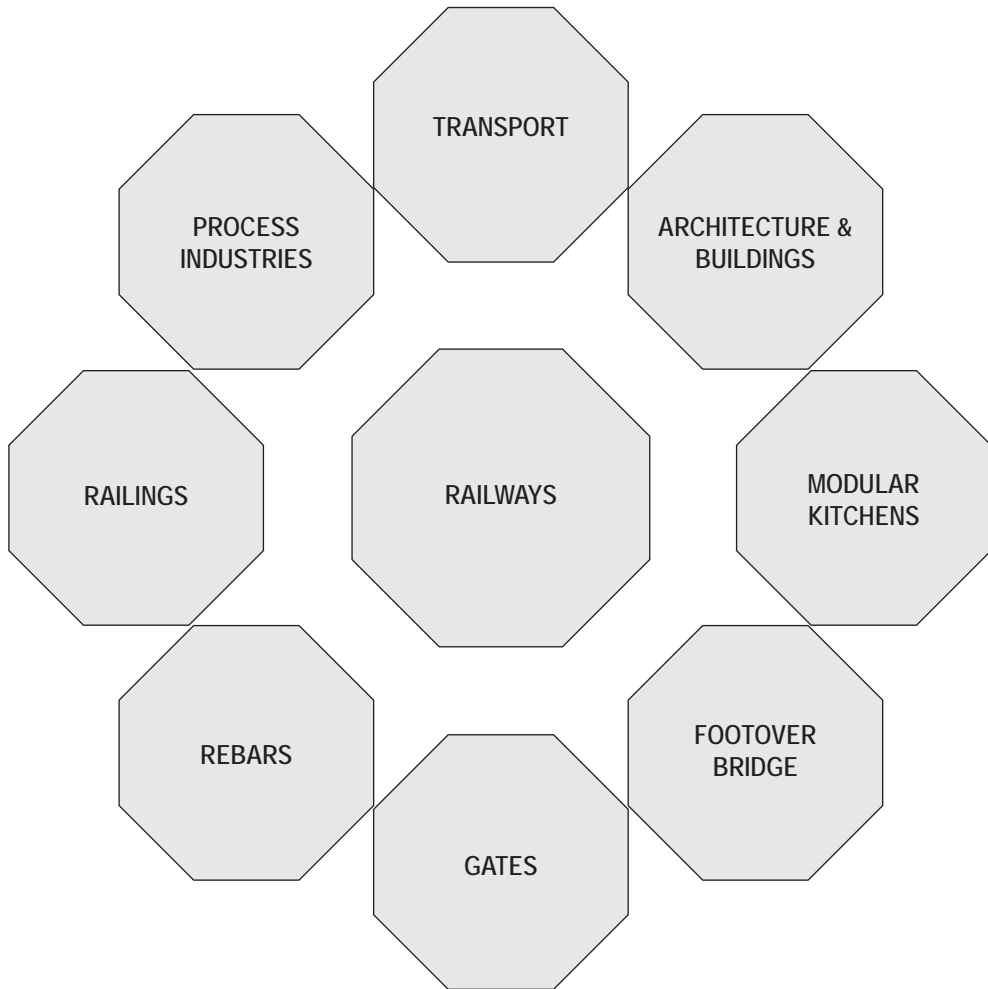 TRANSPORT
PROCESS
INDUSTRIES
ARCHITECTURE &
BUILDINGS
RAILINGS
RAILWAYS
MODULAR
KITCHENS
REBARS
FOOTOVER
BRIDGE
GATES